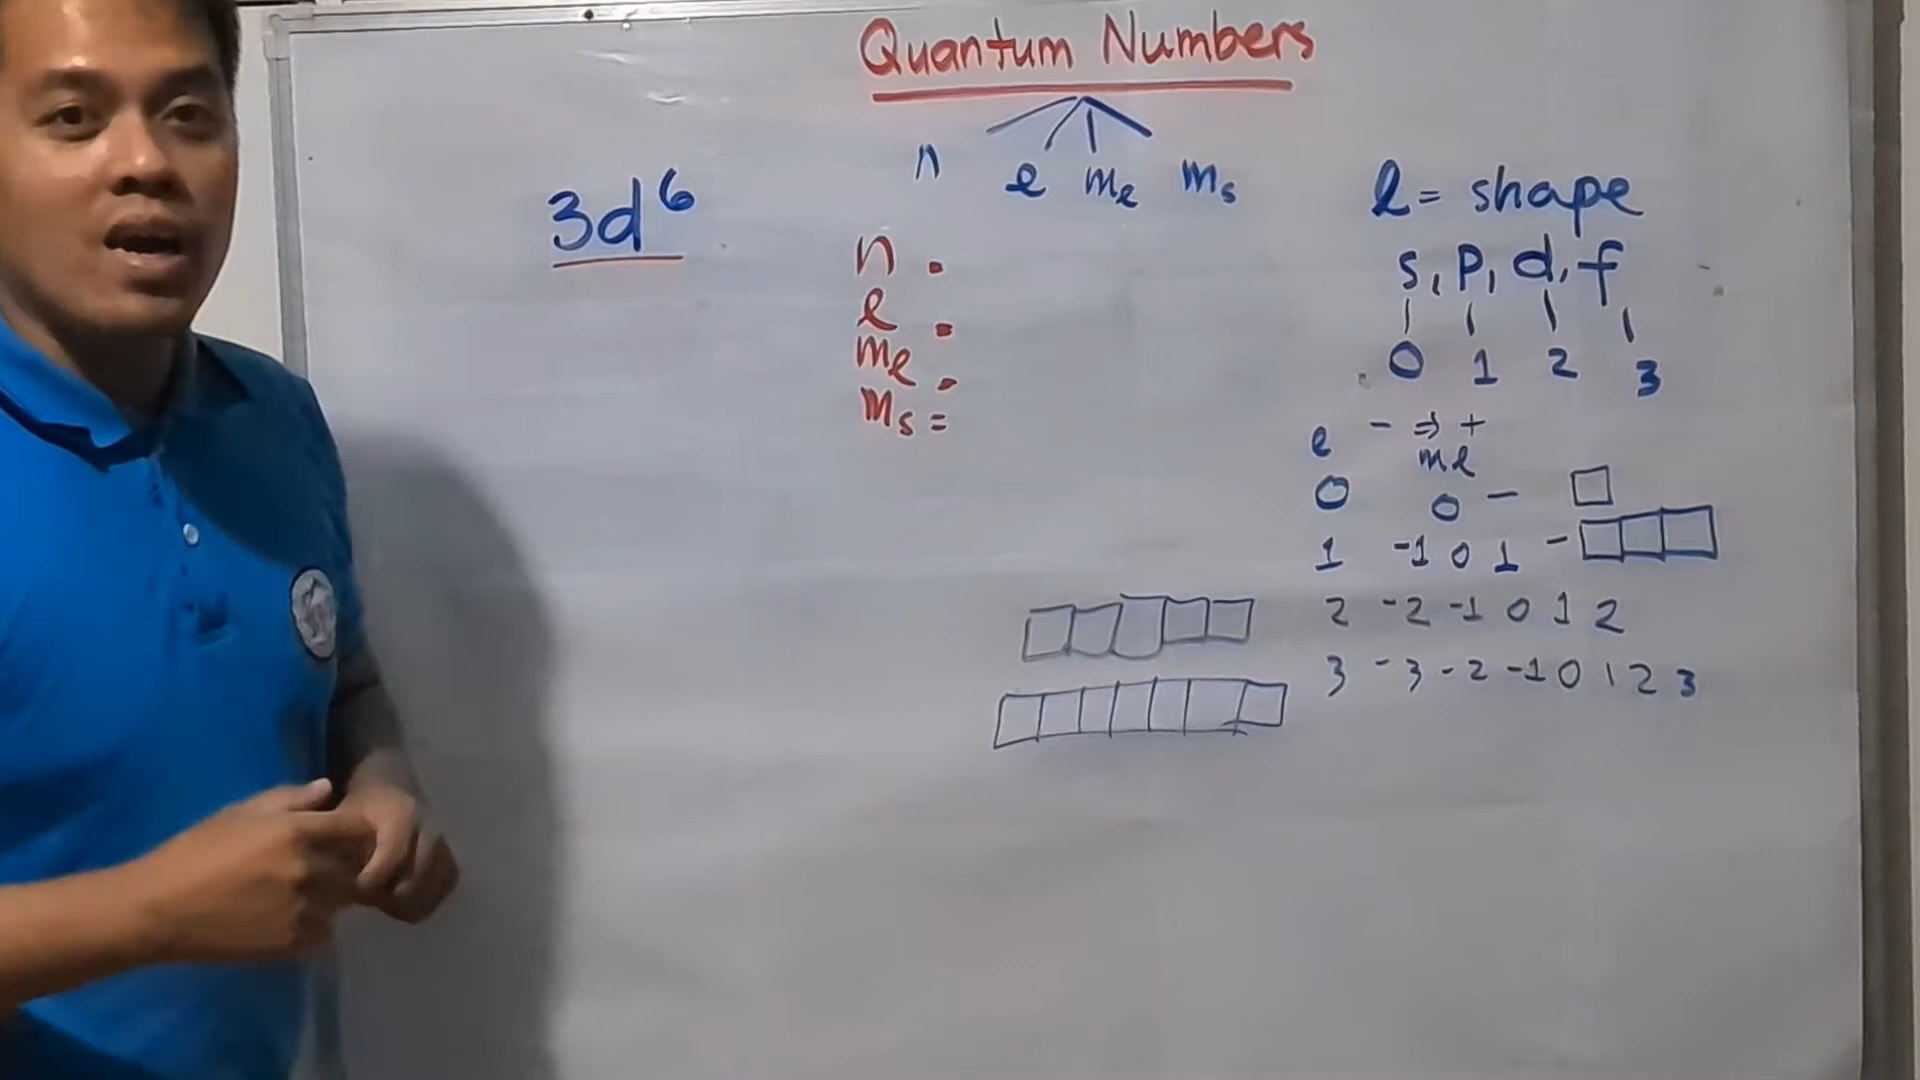 Quantum Numbers
n l ml ms
3d⁶
n =
l =
ml =
ms =
l = shape
s, p, d, f
0 1 2 3
l - ⇒ +
ml
0 0 -
1 -1 0 1 -
2 -2 -1 0 1 2
3 -3 -2 -1 0 1 2 3